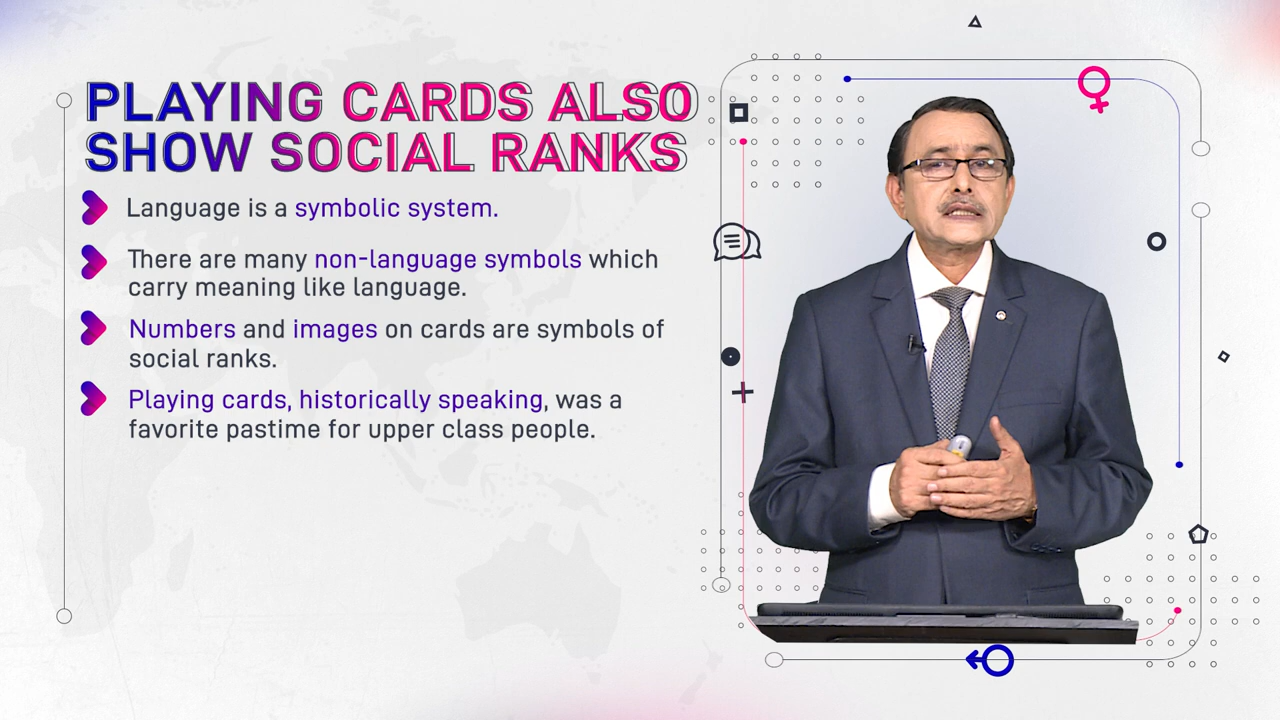 PLAYING CARDS ALSO
SHOW SOCIAL RANKS
Language is a symbolic system.
There are many non-language symbols which
carry meaning like language.
Numbers and images on cards are symbols of
social ranks.
Playing cards, historically speaking, was a
favorite pastime for upper class people.